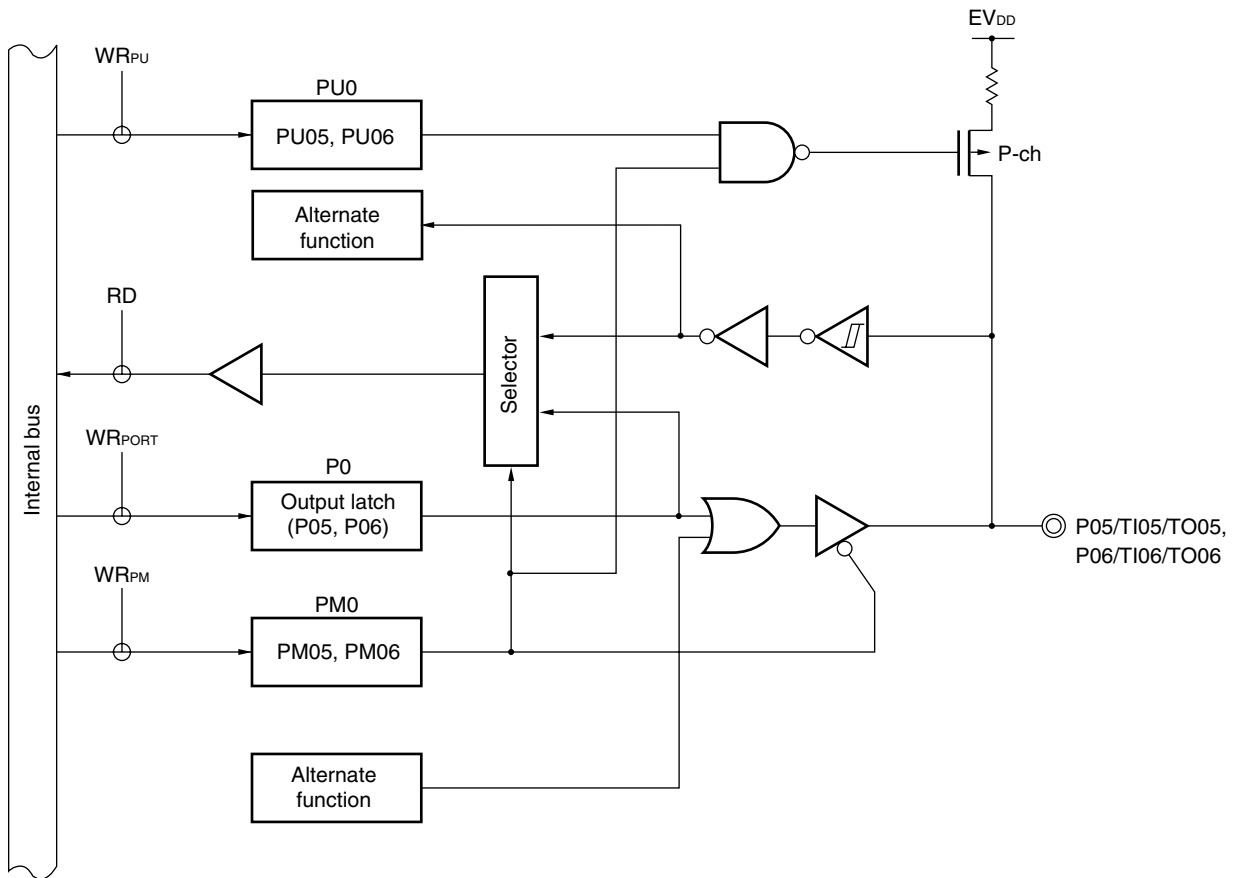 EVDD
WRPU
PU0
PU05, PU06
P-ch
Alternate
function
RD
Selector
Internal bus
WRPORT
P0
Output latch
(P05, P06)
P05/TI05/TO05,
P06/TI06/TO06
WRPM
PM0
PM05, PM06
Alternate
function